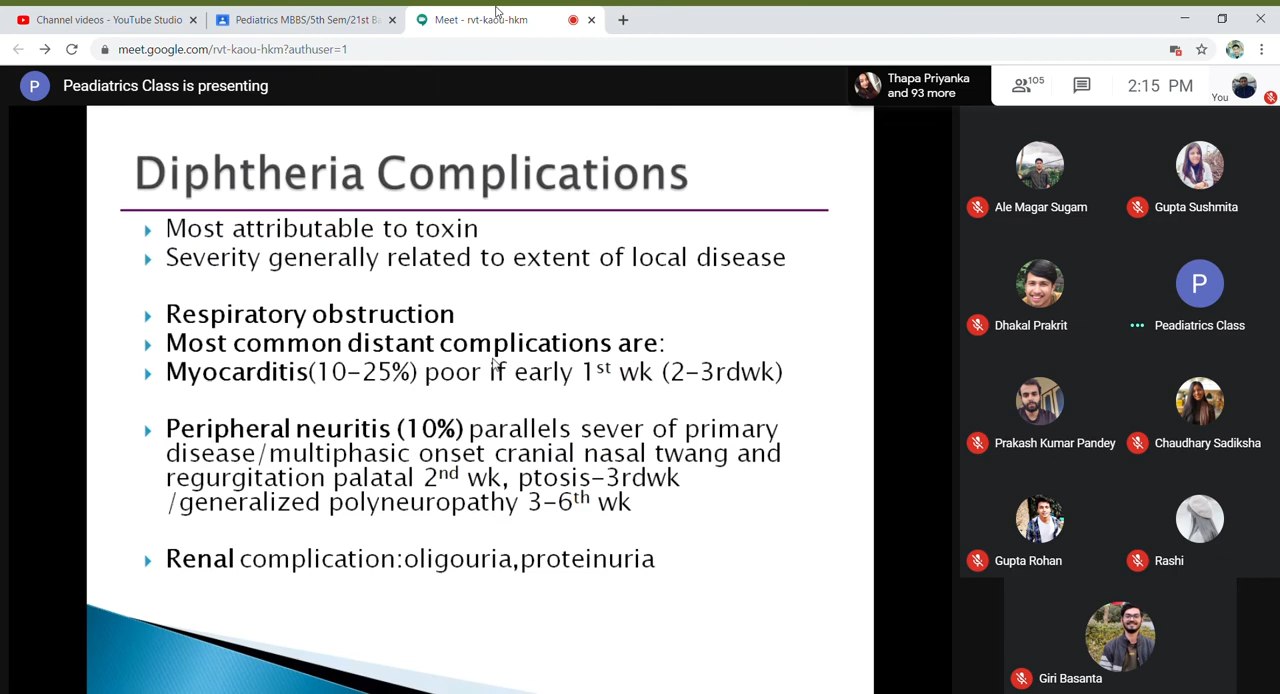 Channel videos - YouTube Studio
Pediatrics MBBS/5th Sem/21st Ba
Meet - rvt-kaou-hkm
meet.google.com/rvt-kaou-hkm?authuser=1
P
Peadiatrics Class is presenting
Thapa Priyanka
and 93 more
105
2:15 PM
You
Diphtheria Complications
Most attributable to toxin
Severity generally related to extent of local disease
Respiratory obstruction
Most common distant complications are:
Myocarditis(10-25%) poor if early 1st wk (2-3rdwk)
Peripheral neuritis (10%) parallels sever of primary
disease/multiphasic onset cranial nasal twang and
regurgitation palatal 2nd wk, ptosis-3rdwk
/generalized polyneuropathy 3-6th wk
Renal complication:oligouria,proteinuria
Ale Magar Sugam
Gupta Sushmita
P
Dhakal Prakrit
Peadiatrics Class
Prakash Kumar Pandey
Chaudhary Sadiksha
Gupta Rohan
Rashi
Giri Basanta